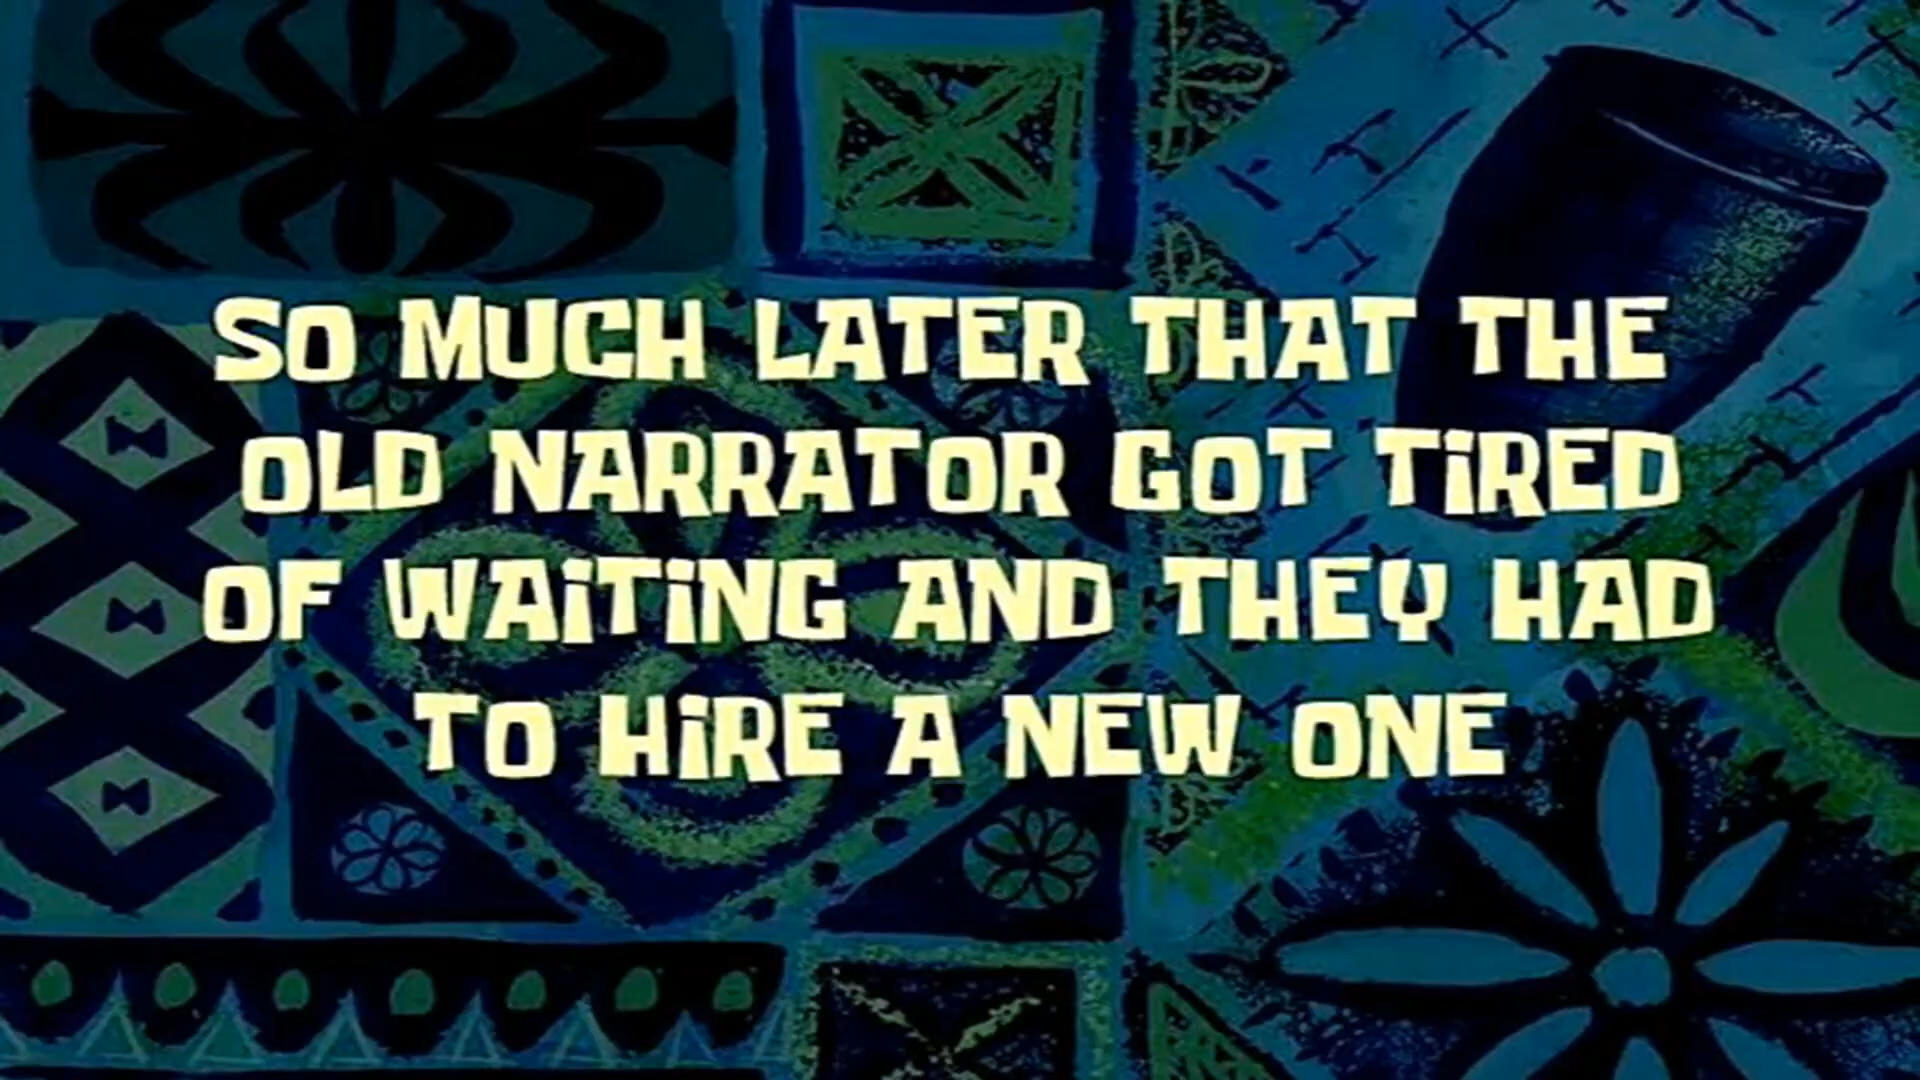 SO MUCH LATER THAT THE
OLD NARRATOR GOT TiRED
OF WAiTiNG AND THEY HAD
TO HiRE A NEW ONE